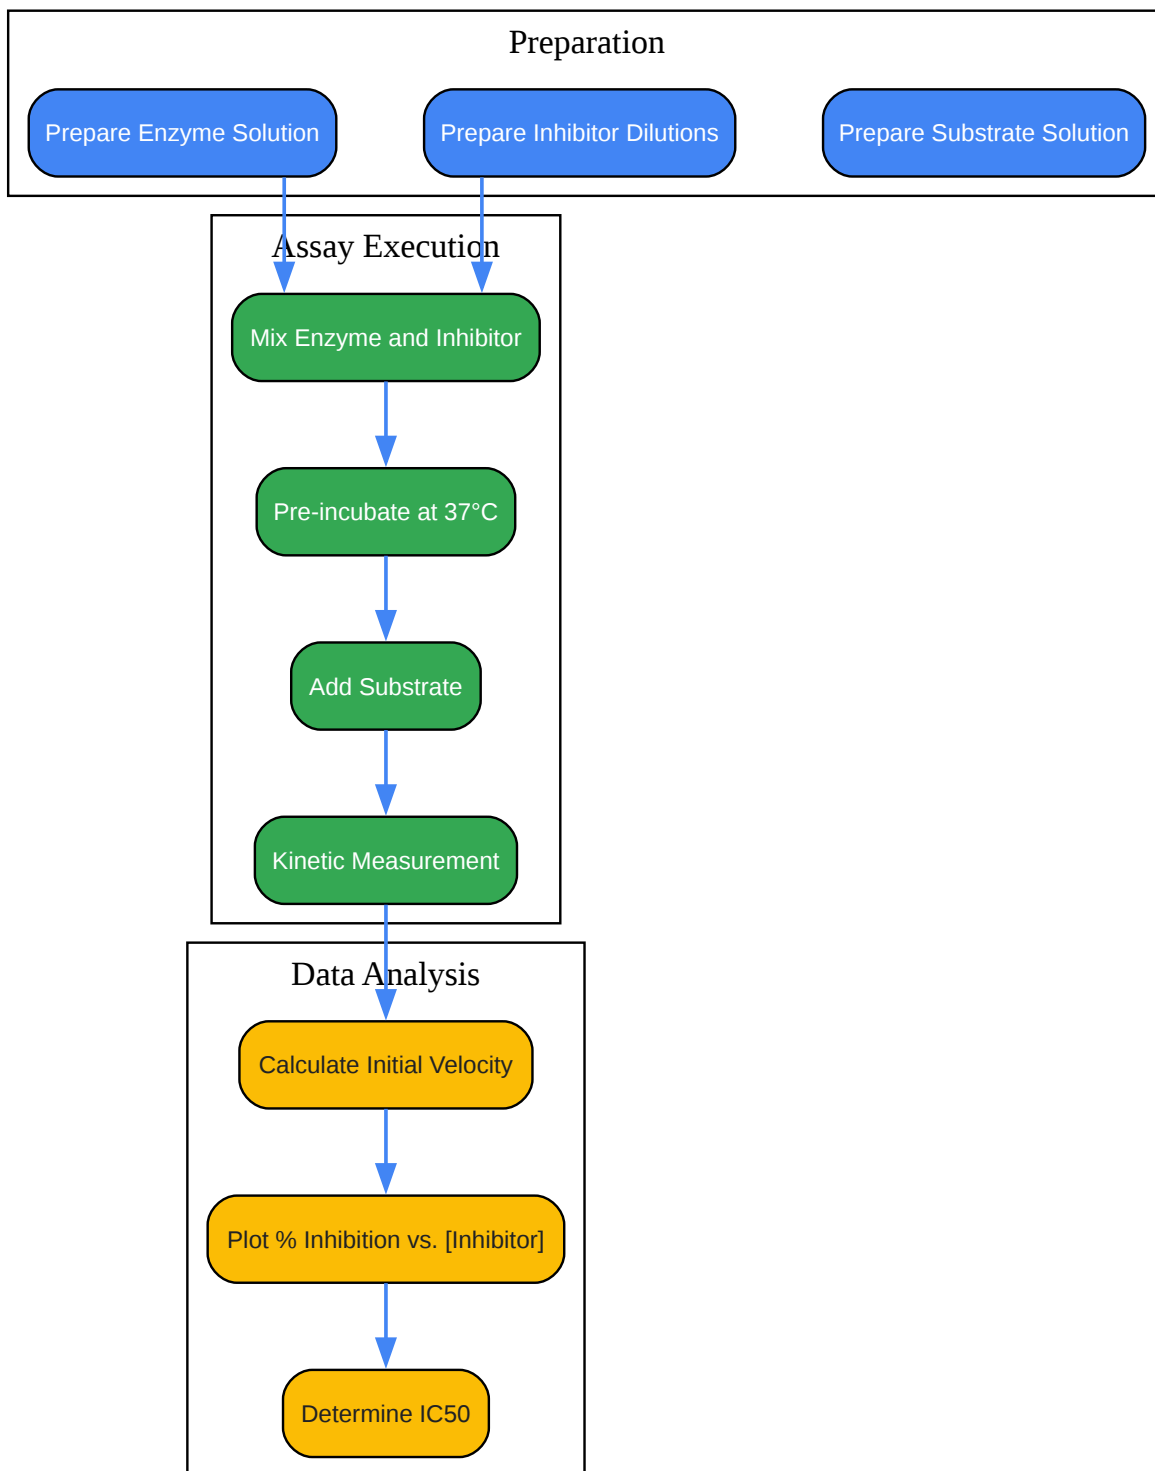 Preparation
Prepare Enzyme Solution
Prepare Inhibitor Dilutions
Prepare Substrate Solution
Assay Execution
Mix Enzyme and Inhibitor
Pre-incubate at 37°C
Add Substrate
Kinetic Measurement
Data Analysis
Calculate Initial Velocity
Plot % Inhibition vs. [Inhibitor]
Determine IC50